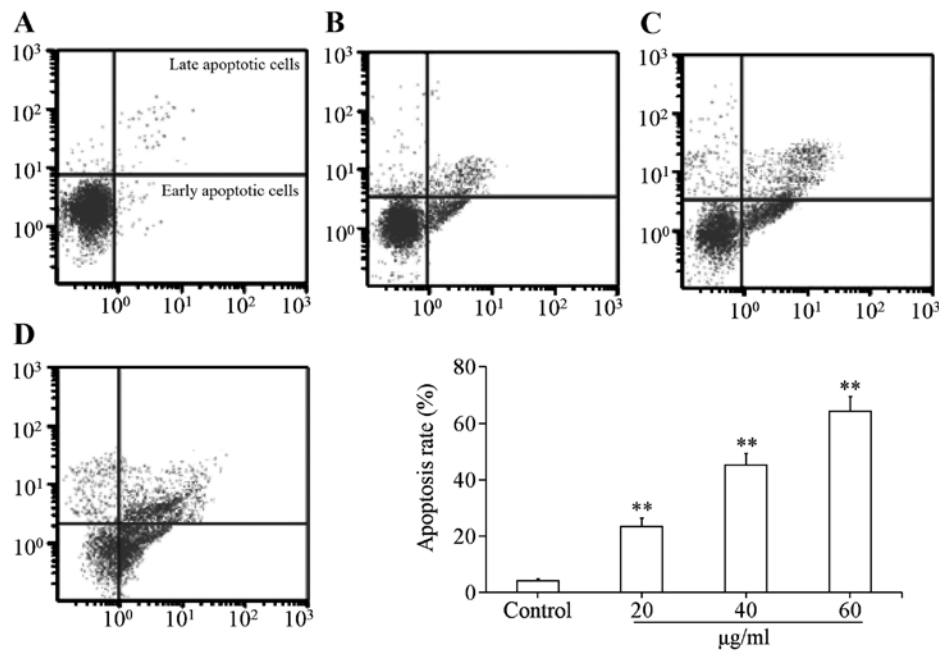 A
B
C
10³
10²
10¹
10⁰
Late apoptotic cells
Early apoptotic cells
10⁰ 10¹ 10² 10³
10³
10²
10¹
10⁰
10⁰ 10¹ 10² 10³
10³
10²
10¹
10⁰
10⁰ 10¹ 10² 10³
D
10³
10²
10¹
10⁰
10⁰ 10¹ 10² 10³
Apoptosis rate (%)
80
60
40
20
0
**
**
**
Control 20 40 60
µg/ml